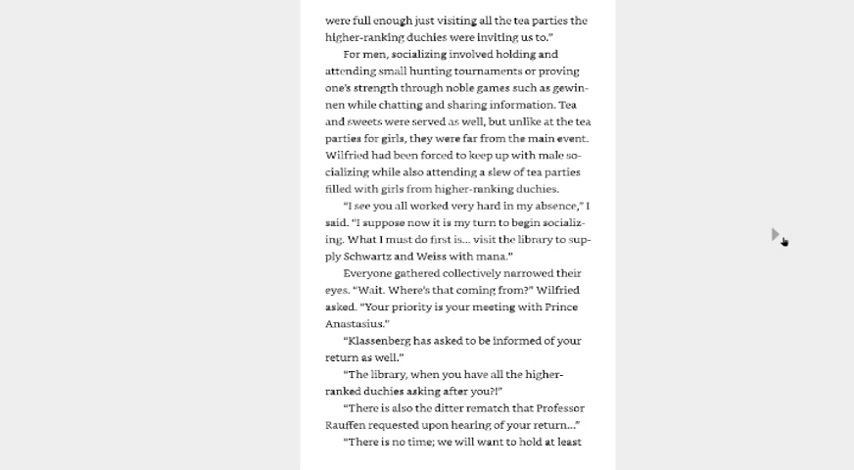 were full enough just visiting all the tea parties the
higher-ranking duchies were inviting us to.”
For men, socializing involved holding and
attending small hunting tournaments or proving
one’s strength through noble games such as gewin-
nen while chatting and sharing information. Tea
and sweets were served as well, but unlike at the tea
parties for girls, they were far from the main event.
Wilfried had been forced to keep up with male so-
cializing while also attending a slew of tea parties
filled with girls from higher-ranking duchies.
“I see you all worked very hard in my absence,” I
said. “I suppose now it is my turn to begin socializ-
ing. What I must do first is... visit the library to sup-
ply Schwartz and Weiss with mana.”
Everyone gathered collectively narrowed their
eyes. “Wait. Where’s that coming from?” Wilfried
asked. “Your priority is your meeting with Prince
Anastasius.”
“Klassenberg has asked to be informed of your
return as well.”
“The library, when you have all the higher-
ranked duchies asking after you?!”
“There is also the ditter rematch that Professor
Rauffen requested upon hearing of your return...”
“There is no time; we will want to hold at least